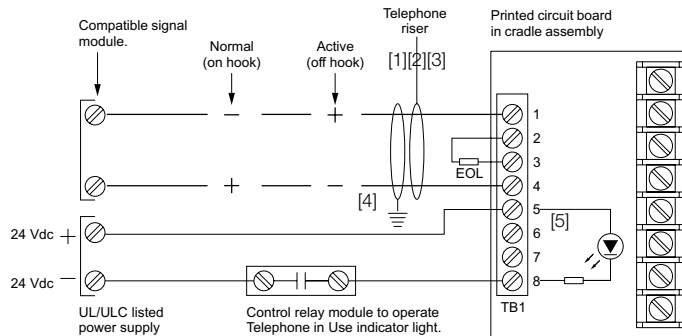 Compatible signal
module.
Normal
(on hook)
Active
(off hook)
Telephone
riser
Printed circuit board
in cradle assembly
[1][2][3]
− + 1
2
EOL 3
+ − 4
[4]
24 Vdc + 5 [5]
6
7
24 Vdc − 8
TB1
UL/ULC listed
power supply
Control relay module to operate
Telephone in Use indicator light.